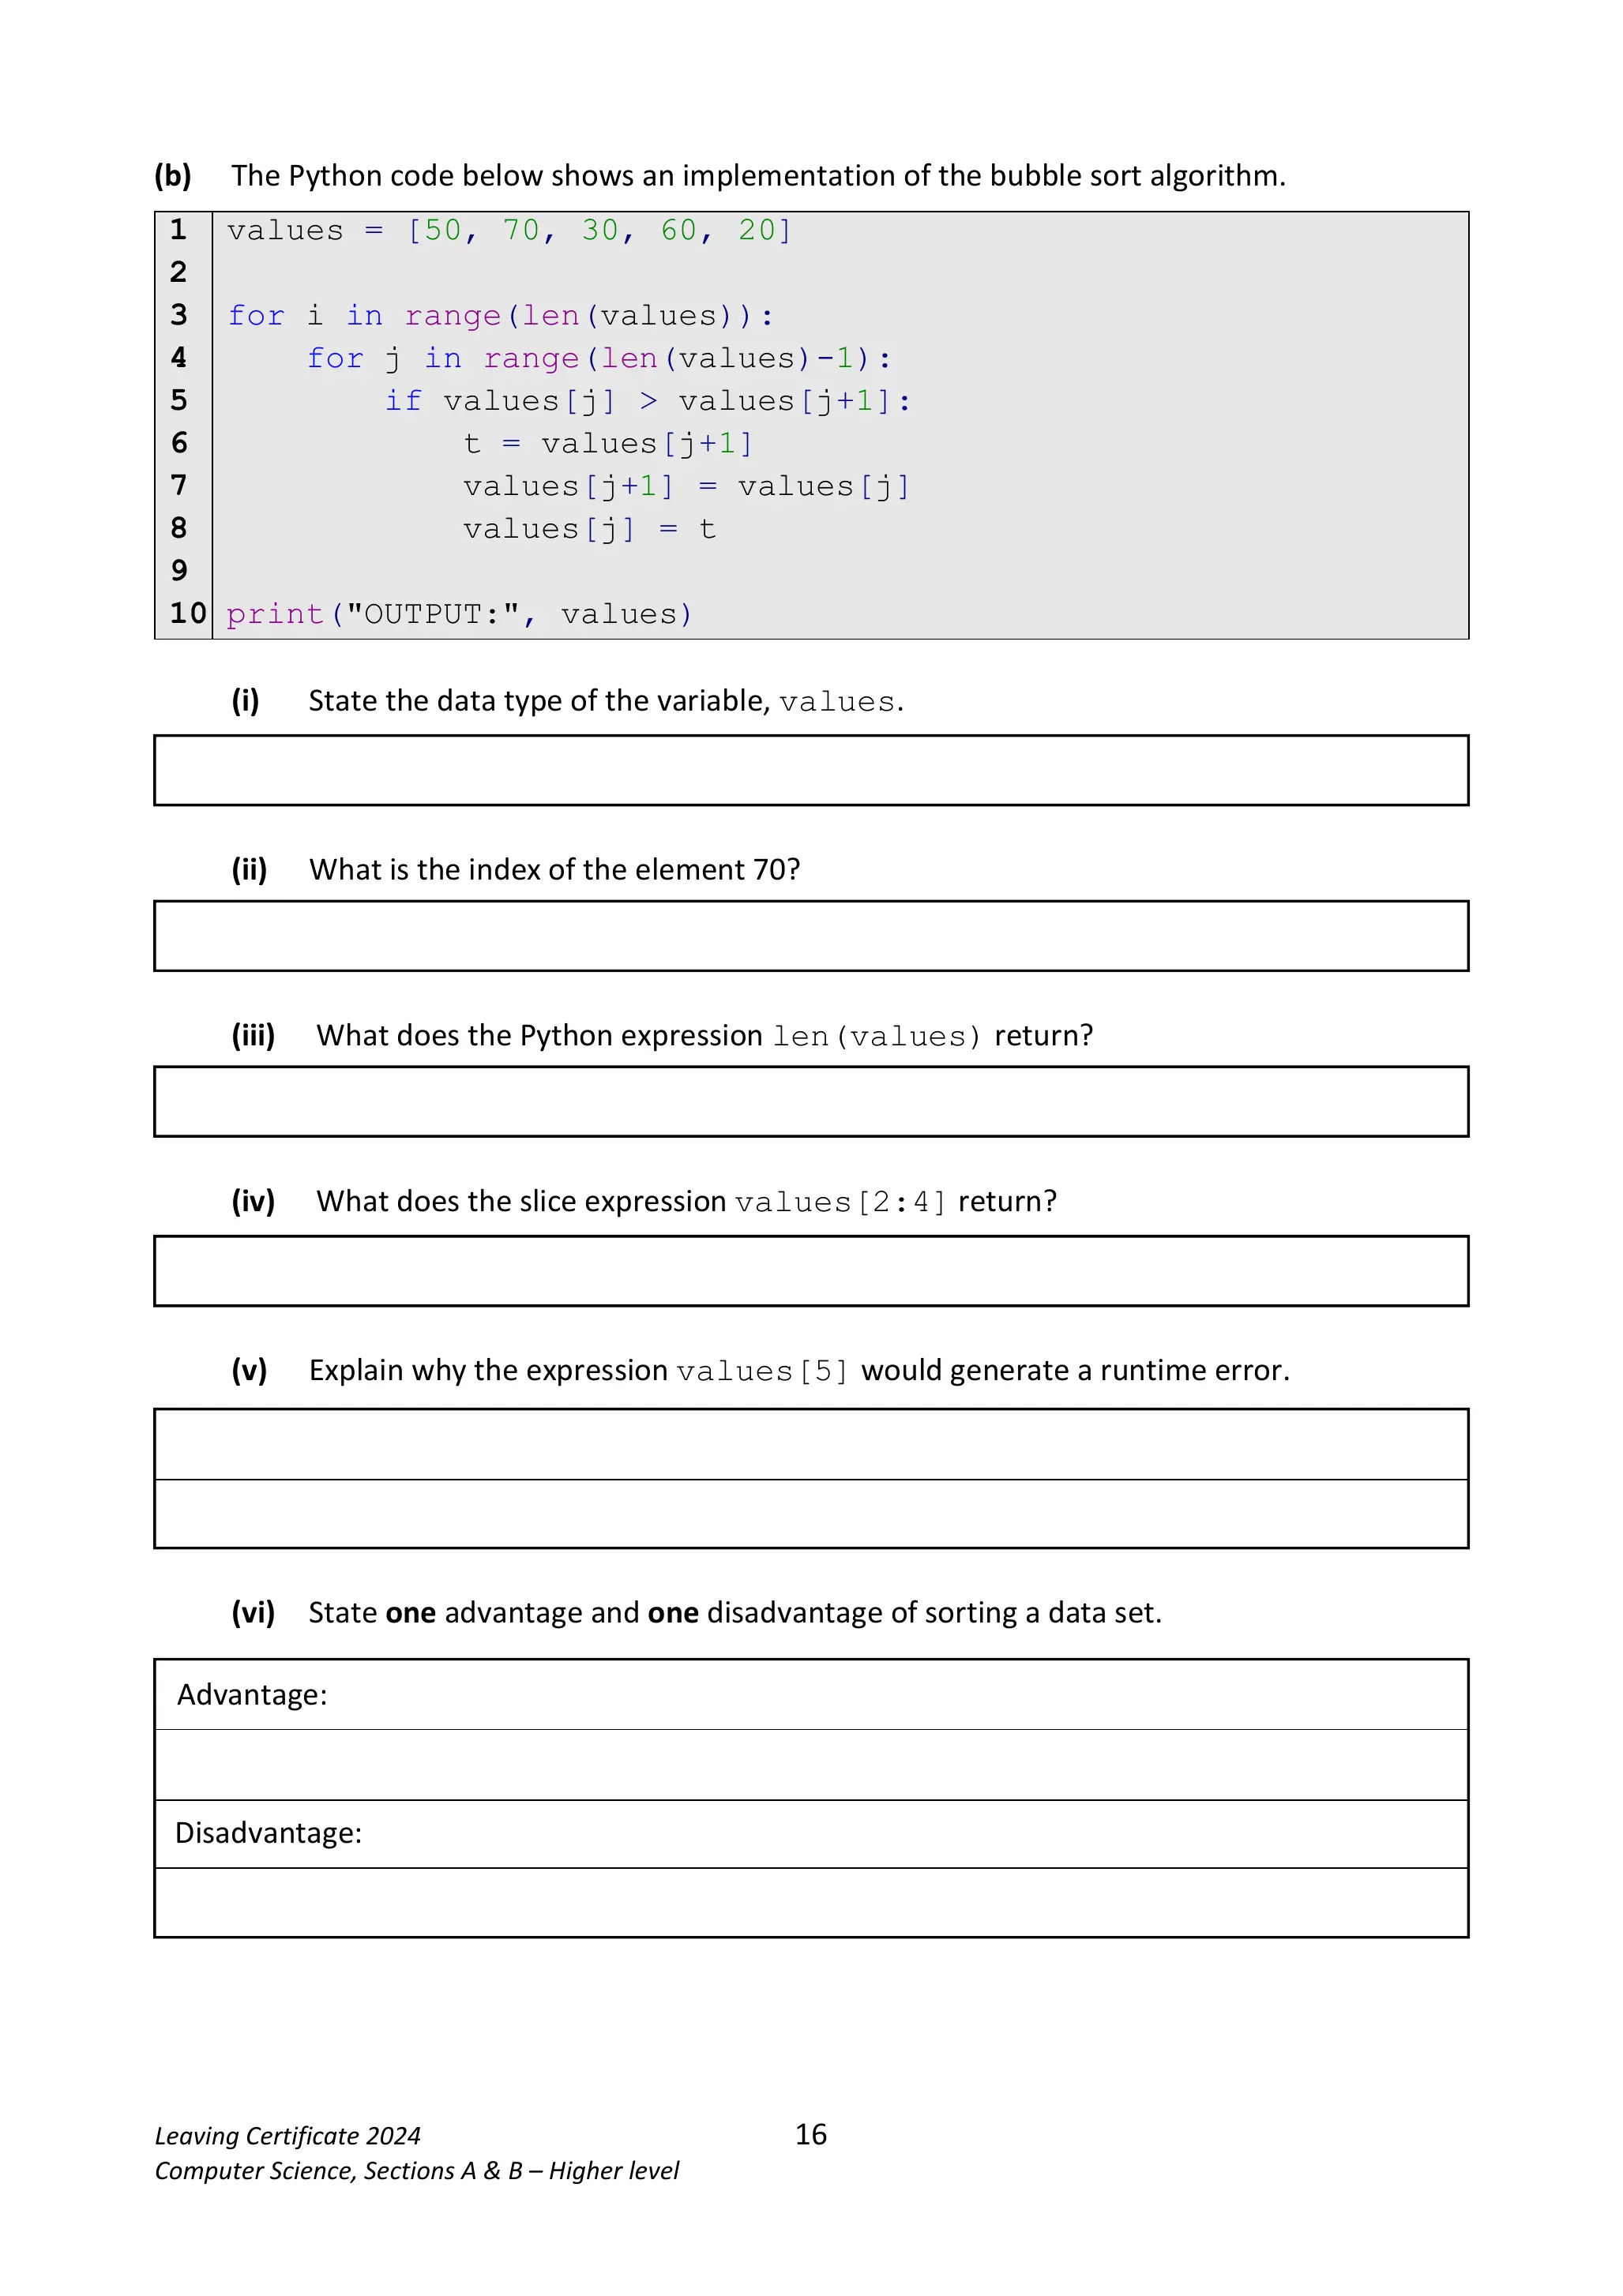 (b) The Python code below shows an implementation of the bubble sort algorithm.
1 values = [50, 70, 30, 60, 20]
2
3 for i in range(len(values)):
4     for j in range(len(values)-1):
5         if values[j] > values[j+1]:
6             t = values[j+1]
7             values[j+1] = values[j]
8             values[j] = t
9
10 print("OUTPUT:", values)
(i) State the data type of the variable, values.
(ii) What is the index of the element 70?
(iii) What does the Python expression len(values) return?
(iv) What does the slice expression values[2:4] return?
(v) Explain why the expression values[5] would generate a runtime error.
(vi) State one advantage and one disadvantage of sorting a data set.
Advantage:
Disadvantage:
Leaving Certificate 2024 16
Computer Science, Sections A & B – Higher level